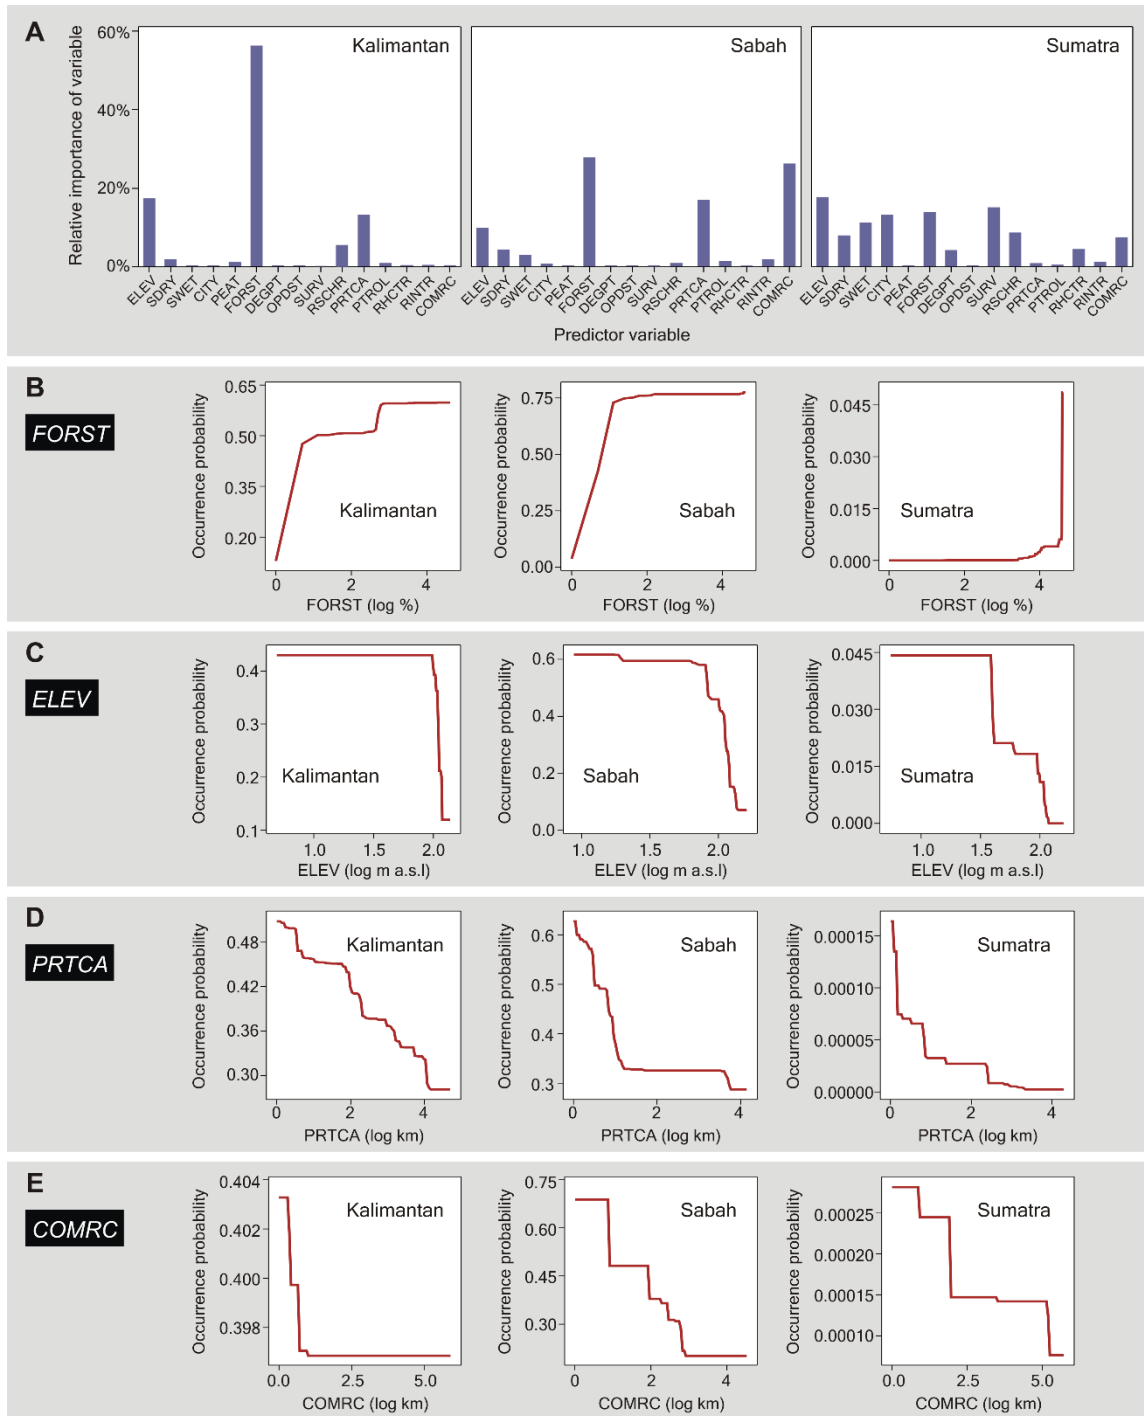 A
Relative importance of variable
60%
40%
20%
0%
Kalimantan
Sabah
Sumatra
ELEV SDRY SWET CITY PEAT FORST DEGPT OPDST SURV RSCHR PRTCA PTROL RHCTR RINTR COMRC
ELEV SDRY SWET CITY PEAT FORST DEGPT OPDST SURV RSCHR PRTCA PTROL RHCTR RINTR COMRC
ELEV SDRY SWET CITY PEAT FORST DEGPT OPDST SURV RSCHR PRTCA PTROL RHCTR RINTR COMRC
Predictor variable
B
FORST
Occurrence probability
0.65
0.50
0.35
0.20
Kalimantan
0 2 4
FORST (log %)
Occurrence probability
0.75
0.50
0.25
0.00
Sabah
0 2 4
FORST (log %)
Occurrence probability
0.045
0.030
0.015
0.000
Sumatra
0 2 4
FORST (log %)
C
ELEV
Occurrence probability
0.4
0.3
0.2
0.1
Kalimantan
1.0 1.5 2.0
ELEV (log m a.s.l)
Occurrence probability
0.6
0.4
0.2
0.0
Sabah
1.0 1.5 2.0
ELEV (log m a.s.l)
Occurrence probability
0.045
0.030
0.015
0.000
Sumatra
1.0 1.5 2.0
ELEV (log m a.s.l)
D
PRTCA
Occurrence probability
0.48
0.42
0.36
0.30
Kalimantan
0 2 4
PRTCA (log km)
Occurrence probability
0.6
0.5
0.4
0.3
Sabah
0 2 4
PRTCA (log km)
Occurrence probability
0.00015
0.00010
0.00005
0.00000
Sumatra
0 2 4
PRTCA (log km)
E
COMRC
Occurrence probability
0.404
0.402
0.400
0.398
Kalimantan
0.0 2.5 5.0
COMRC (log km)
Occurrence probability
0.75
0.60
0.45
0.30
Sabah
0 2 4
COMRC (log km)
Occurrence probability
0.00025
0.00020
0.00015
0.00010
Sumatra
0.0 2.5 5.0
COMRC (log km)